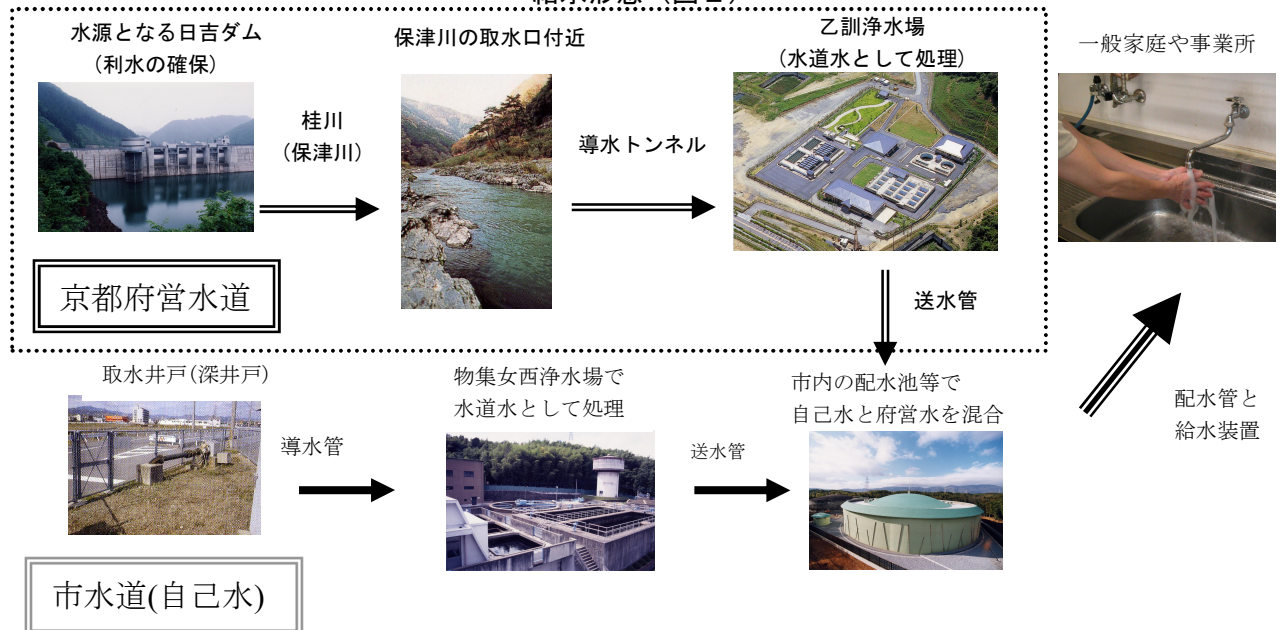 水源となる日吉ダム
(利水の確保)
保津川の取水口付近
乙訓浄水場
(水道水として処理)
一般家庭や事業所
桂川
(保津川)
導水トンネル
京都府営水道
送水管
取水井戸(深井戸)
物集女西浄水場で
水道水として処理
市内の配水池等で
自己水と府営水を混合
導水管
送水管
配水管と
給水装置
市水道(自己水)